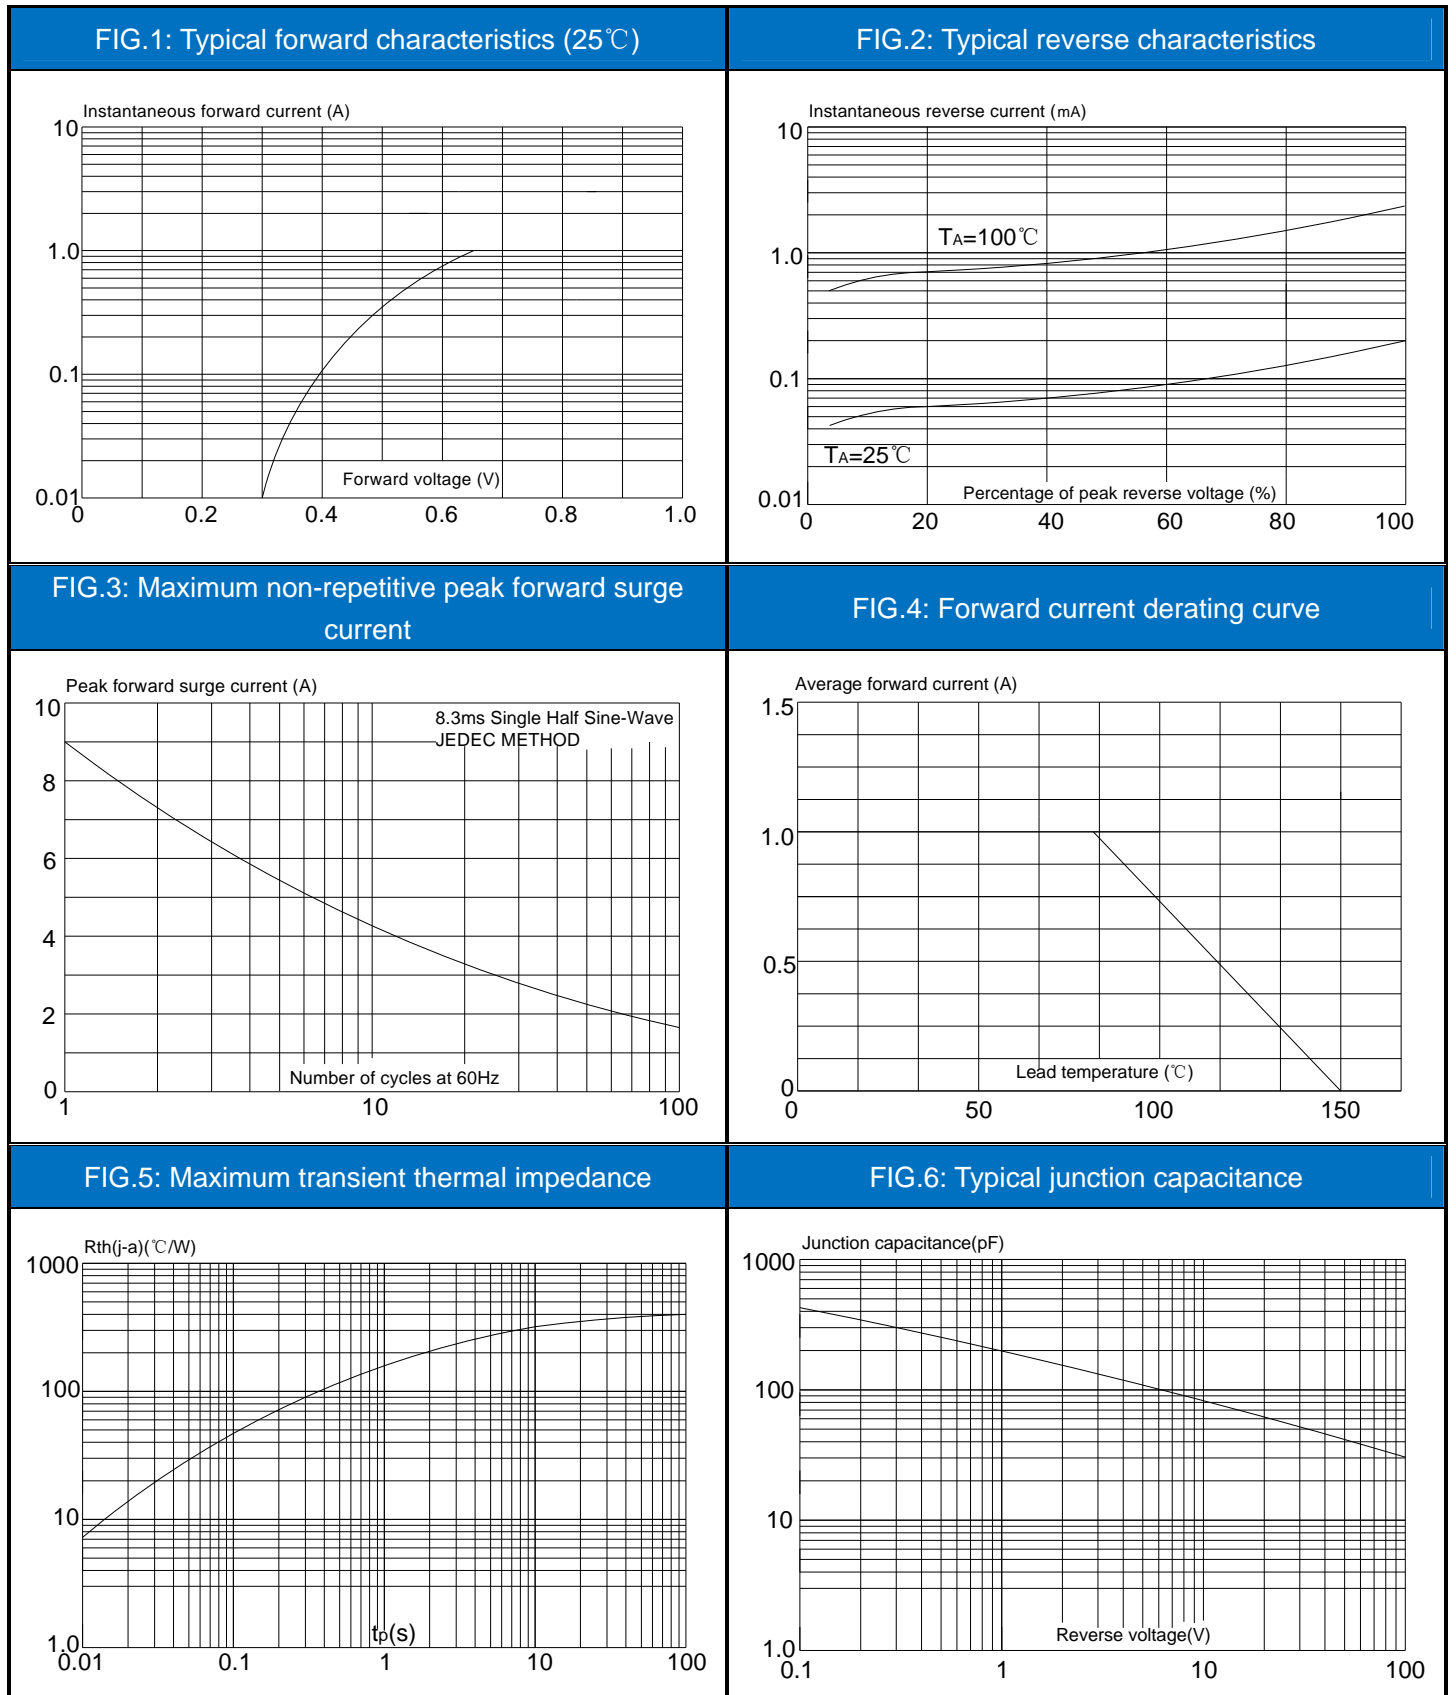 FIG.1: Typical forward characteristics (25℃)
Instantaneous forward current (A)
10
1.0
0.1
0.01
Forward voltage (V)
0 0.2 0.4 0.6 0.8 1.0
FIG.2: Typical reverse characteristics
Instantaneous reverse current (mA)
10
TA=100℃
1.0
0.1
TA=25℃
0.01
Percentage of peak reverse voltage (%)
0 20 40 60 80 100
FIG.3: Maximum non-repetitive peak forward surge
current
Peak forward surge current (A)
10
8.3ms Single Half Sine-Wave
JEDEC METHOD
8
6
4
2
0
Number of cycles at 60Hz
1 10 100
FIG.4: Forward current derating curve
Average forward current (A)
1.5
1.0
0.5
0
Lead temperature (℃)
0 50 100 150
FIG.5: Maximum transient thermal impedance
Rth(j-a)(℃/W)
1000
100
10
1.0
tp(s)
0.01 0.1 1 10 100
FIG.6: Typical junction capacitance
Junction capacitance(pF)
1000
100
10
1.0
Reverse voltage(V)
0.1 1 10 100